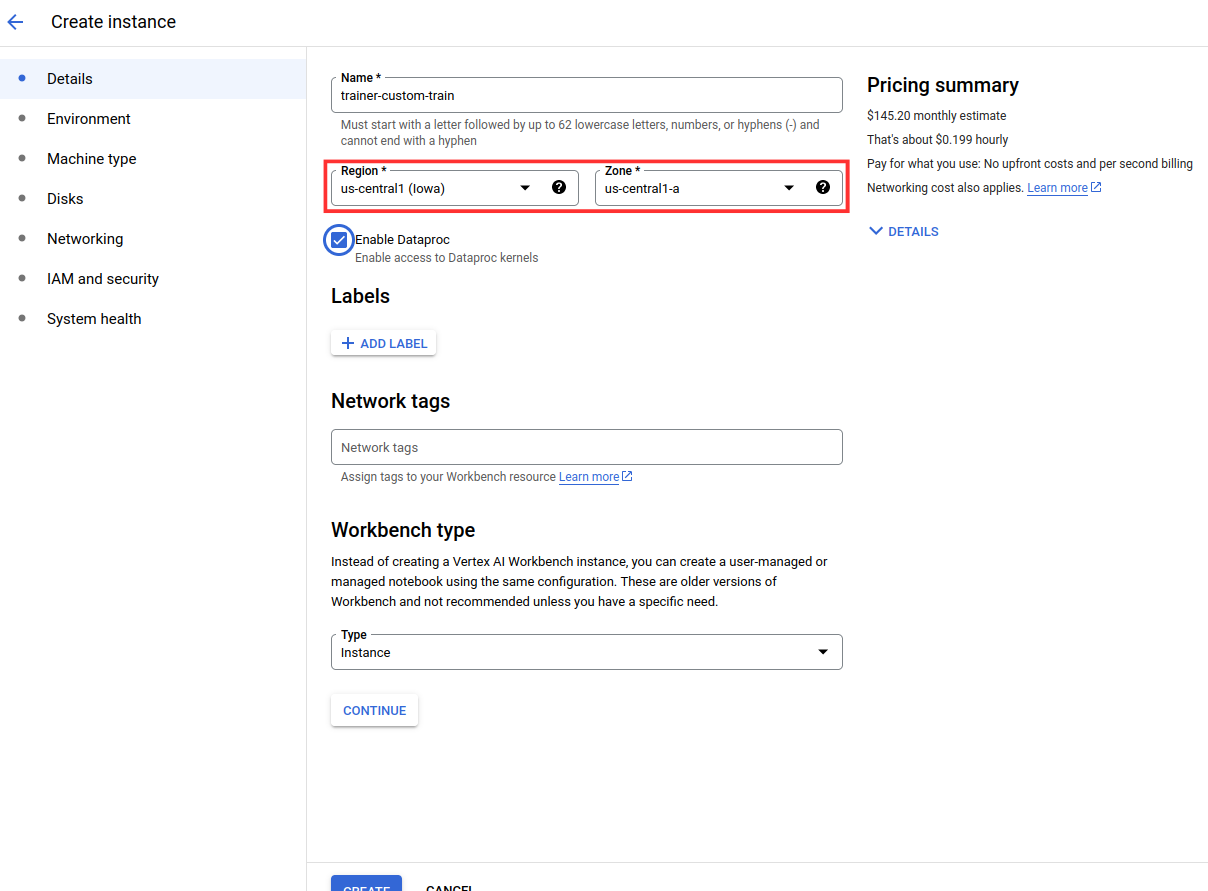 Create instance
Details
Environment
Machine type
Disks
Networking
IAM and security
System health
Name *
trainer-custom-train
Must start with a letter followed by up to 62 lowercase letters, numbers, or hyphens (-) and
cannot end with a hyphen
Region *
us-central1 (Iowa)
?
Zone *
us-central1-a
?
Enable Dataproc
Enable access to Dataproc kernels
Labels
ADD LABEL
Network tags
Network tags
Assign tags to your Workbench resource Learn more
Workbench type
Instead of creating a Vertex AI Workbench instance, you can create a user-managed or
managed notebook using the same configuration. These are older versions of
Workbench and not recommended unless you have a specific need.
Type
Instance
CONTINUE
CREATE
CANCEL
Pricing summary
$145.20 monthly estimate
That's about $0.199 hourly
Pay for what you use: No upfront costs and per second billing
Networking cost also applies. Learn more
DETAILS